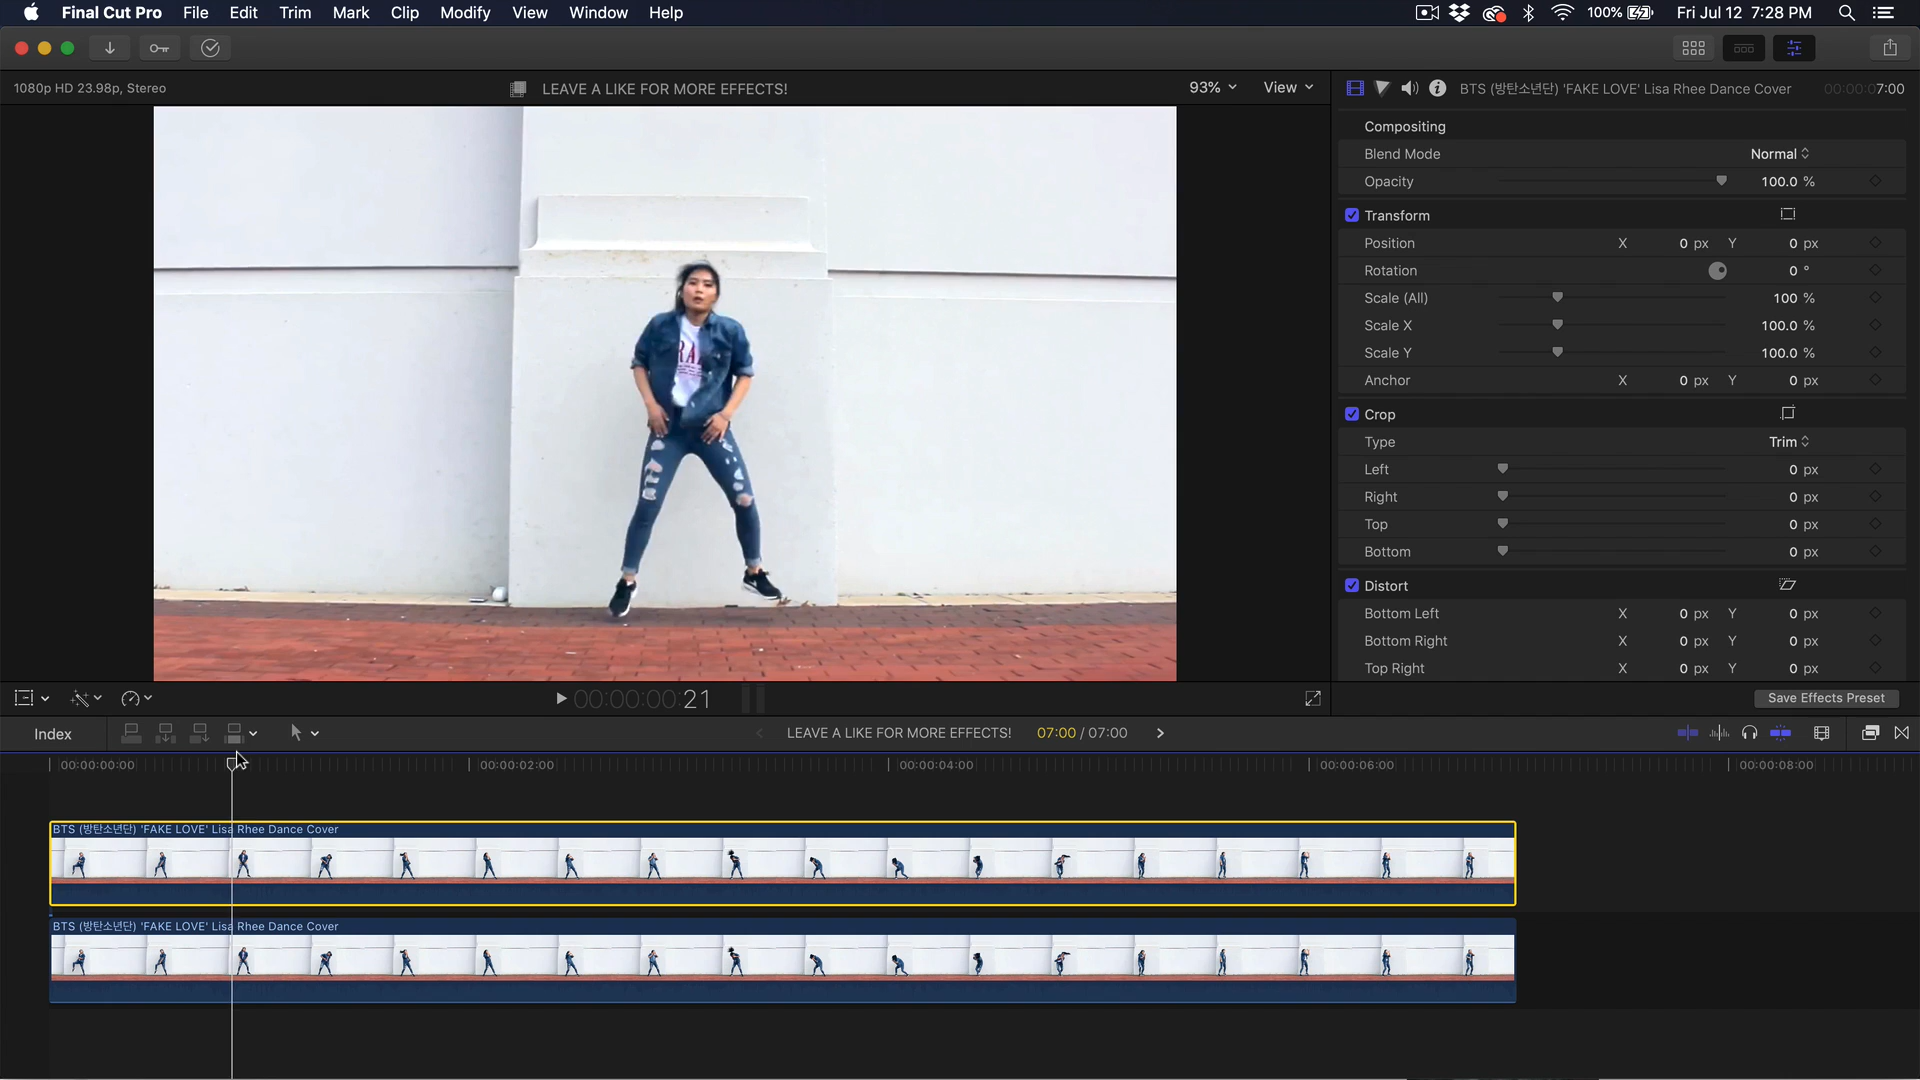 Final Cut Pro File Edit Trim Mark Clip Modify View Window Help 100% Fri Jul 12 7:28 PM
1080p HD 23.98p, Stereo
LEAVE A LIKE FOR MORE EFFECTS!
93%
View
BTS (방탄소년단) 'FAKE LOVE' Lisa Rhee Dance Cover
00:00:07:00
Compositing
Blend Mode Normal
Opacity 100.0 %
Transform
Position X 0 px Y 0 px
Rotation 0 °
Scale (All) 100 %
Scale X 100.0 %
Scale Y 100.0 %
Anchor X 0 px Y 0 px
Crop
Type Trim
Left 0 px
Right 0 px
Top 0 px
Bottom 0 px
Distort
Bottom Left X 0 px Y 0 px
Bottom Right X 0 px Y 0 px
Top Right X 0 px Y 0 px
00:00:00:21
Save Effects Preset
Index
LEAVE A LIKE FOR MORE EFFECTS!
07:00 / 07:00
00:00:00:00 00:00:02:00 00:00:04:00 00:00:06:00 00:00:08:00
BTS (방탄소년단) 'FAKE LOVE' Lisa Rhee Dance Cover
BTS (방탄소년단) 'FAKE LOVE' Lisa Rhee Dance Cover